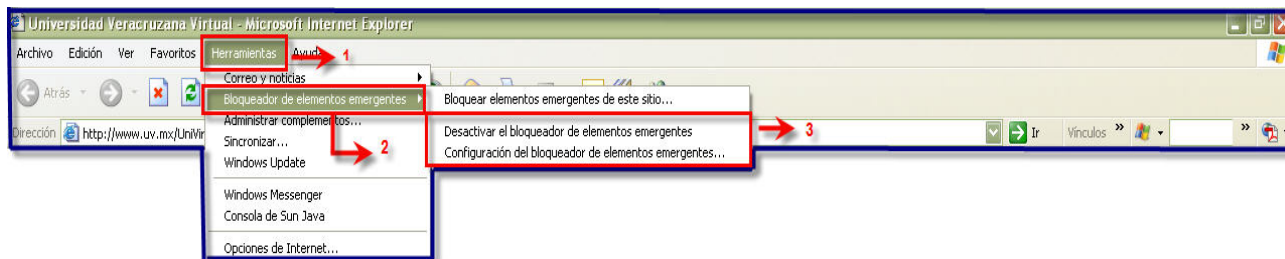 Universidad Veracruzana Virtual - Microsoft Internet Explorer
Archivo Edición Ver Favoritos Herramientas Ayuda 1
Correo y noticias
Atrás
Bloqueador de elementos emergentes Bloquear elementos emergentes de este sitio...
Administrar complementos...
Dirección http://www.uv.mx/UniVir Desactivar el bloqueador de elementos emergentes 3 Ir Vínculos »  »
Sincronizar... 2 Configuración del bloqueador de elementos emergentes...
Windows Update
Windows Messenger
Consola de Sun Java
Opciones de Internet...